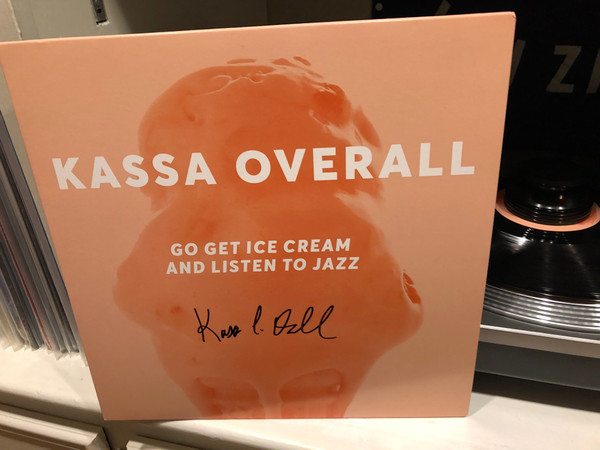 KASSA OVERALL
GO GET ICE CREAM
AND LISTEN TO JAZZ